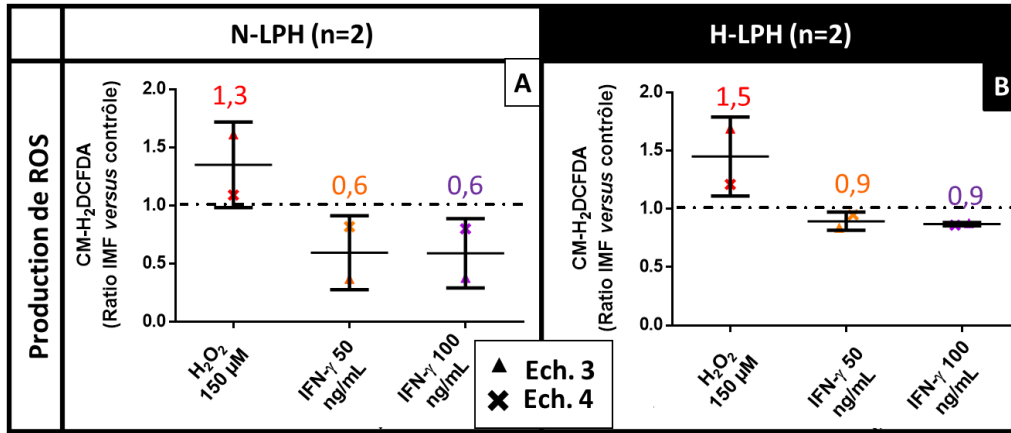 N-LPH (n=2)
H-LPH (n=2)
Production de ROS
A
CM-H₂DCFDA
(Ratio IMF versus contrôle)
2.0
1.5
1.0
0.5
0.0
1,3
0,6
0,6
H₂O₂
150 µM
IFN-γ 50
ng/mL
IFN-γ 100
ng/mL
B
CM-H₂DCFDA
(Ratio IMF versus contrôle)
2.0
1.5
1.0
0.5
0.0
1,5
0,9
0,9
H₂O₂
150 µM
IFN-γ 50
ng/mL
IFN-γ 100
ng/mL
Ech. 3
Ech. 4